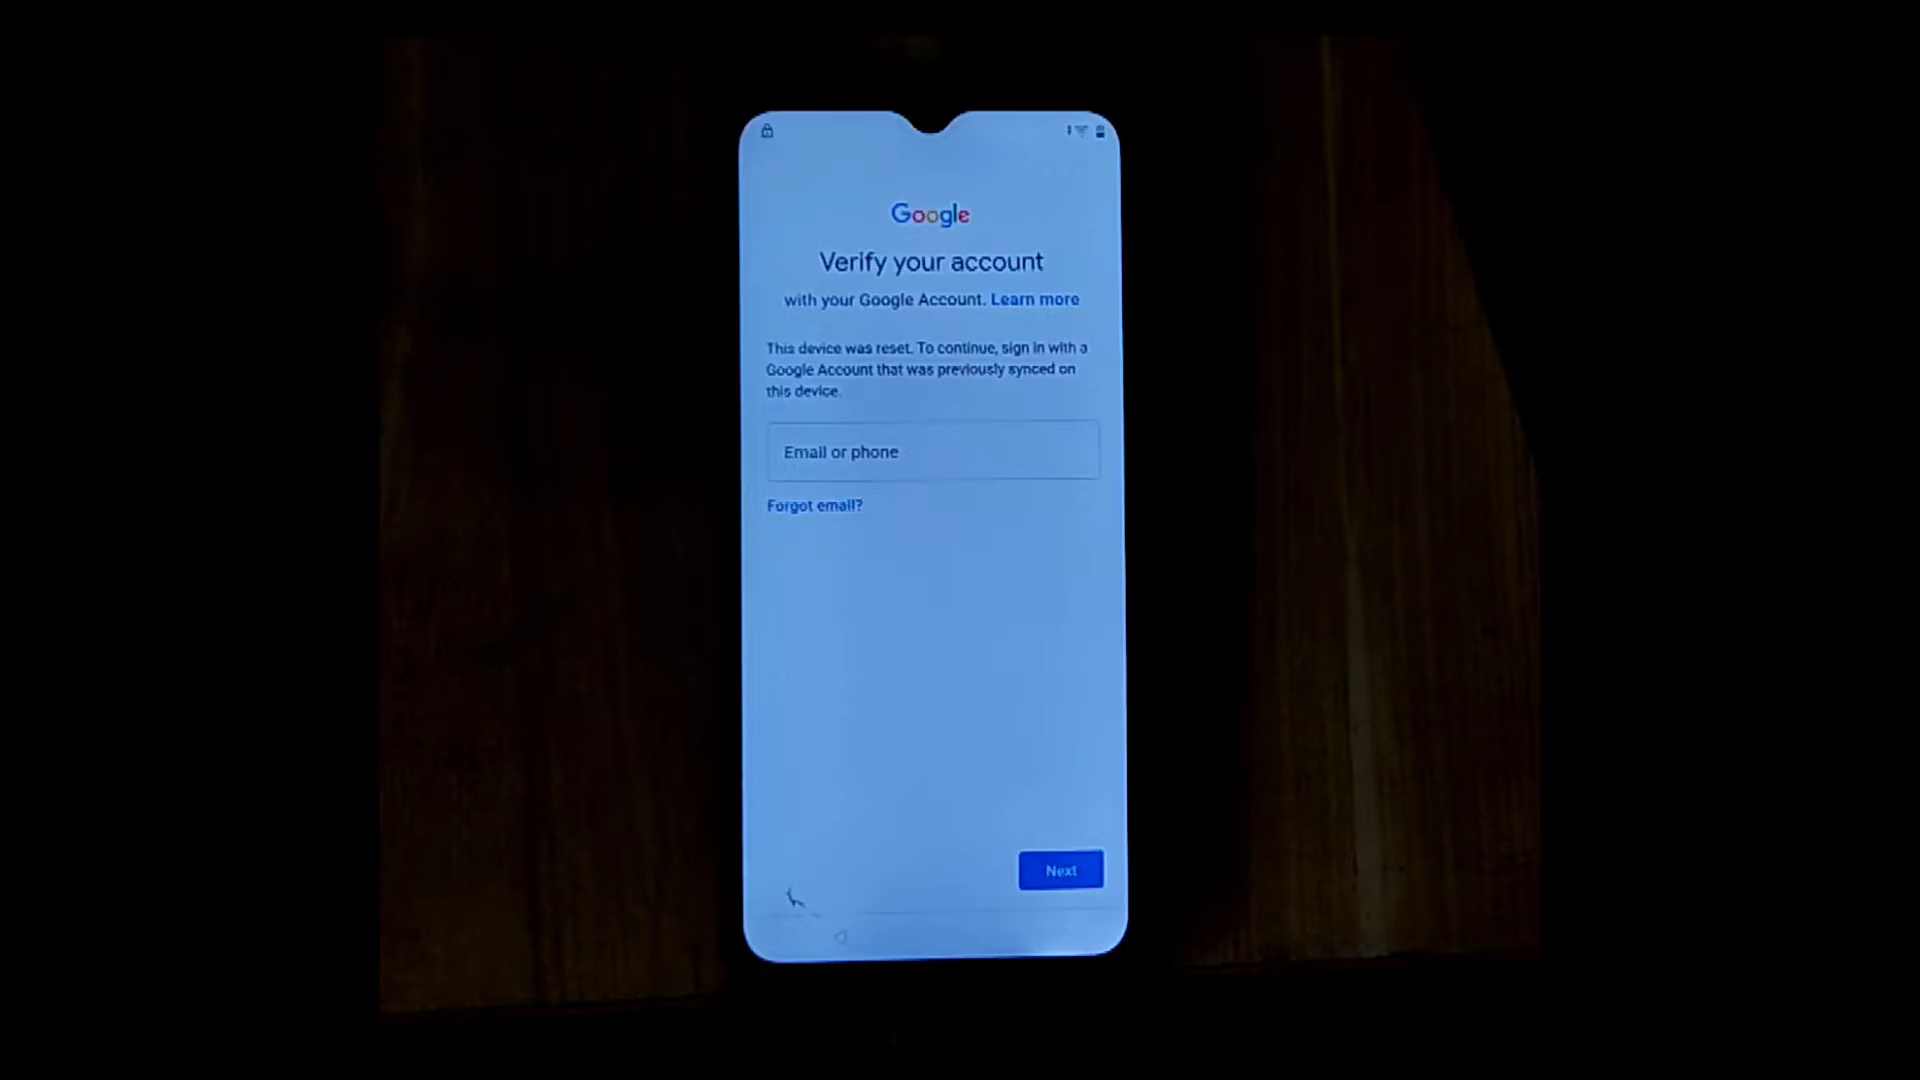 Google
Verify your account
with your Google Account. Learn more
This device was reset. To continue, sign in with a
Google Account that was previously synced on
this device.
Email or phone
Forgot email?
Next